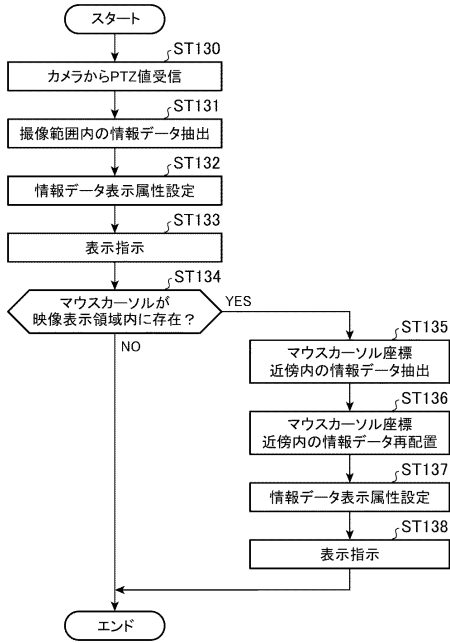 スタート
ST130
カメラからPTZ値受信
ST131
撮像範囲内の情報データ抽出
ST132
情報データ表示属性設定
ST133
表示指示
ST134
マウスカーソルが
映像表示領域内に存在？
YES
NO
ST135
マウスカーソル座標
近傍内の情報データ抽出
ST136
マウスカーソル座標
近傍内の情報データ再配置
ST137
情報データ表示属性設定
ST138
表示指示
エンド